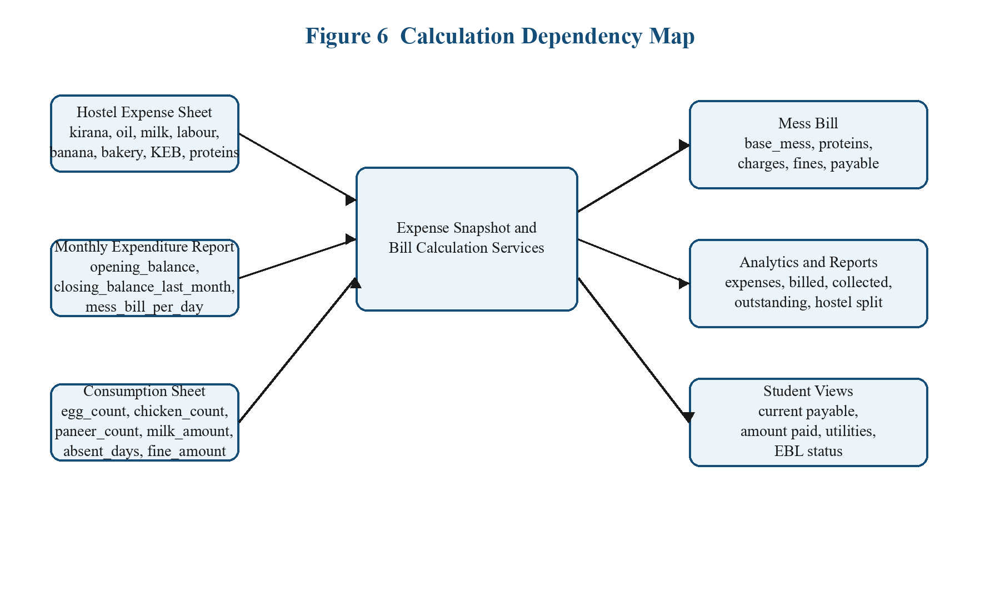 Figure 6  Calculation Dependency Map
Hostel Expense Sheet
kirana, oil, milk, labour,
banana, bakery, KEB, proteins
Monthly Expenditure Report
opening_balance,
closing_balance_last_month,
mess_bill_per_day
Consumption Sheet
egg_count, chicken_count,
paneer_count, milk_amount,
absent_days, fine_amount
Expense Snapshot and
Bill Calculation Services
Mess Bill
base_mess, proteins,
charges, fines, payable
Analytics and Reports
expenses, billed, collected,
outstanding, hostel split
Student Views
current payable,
amount paid, utilities,
EBL status